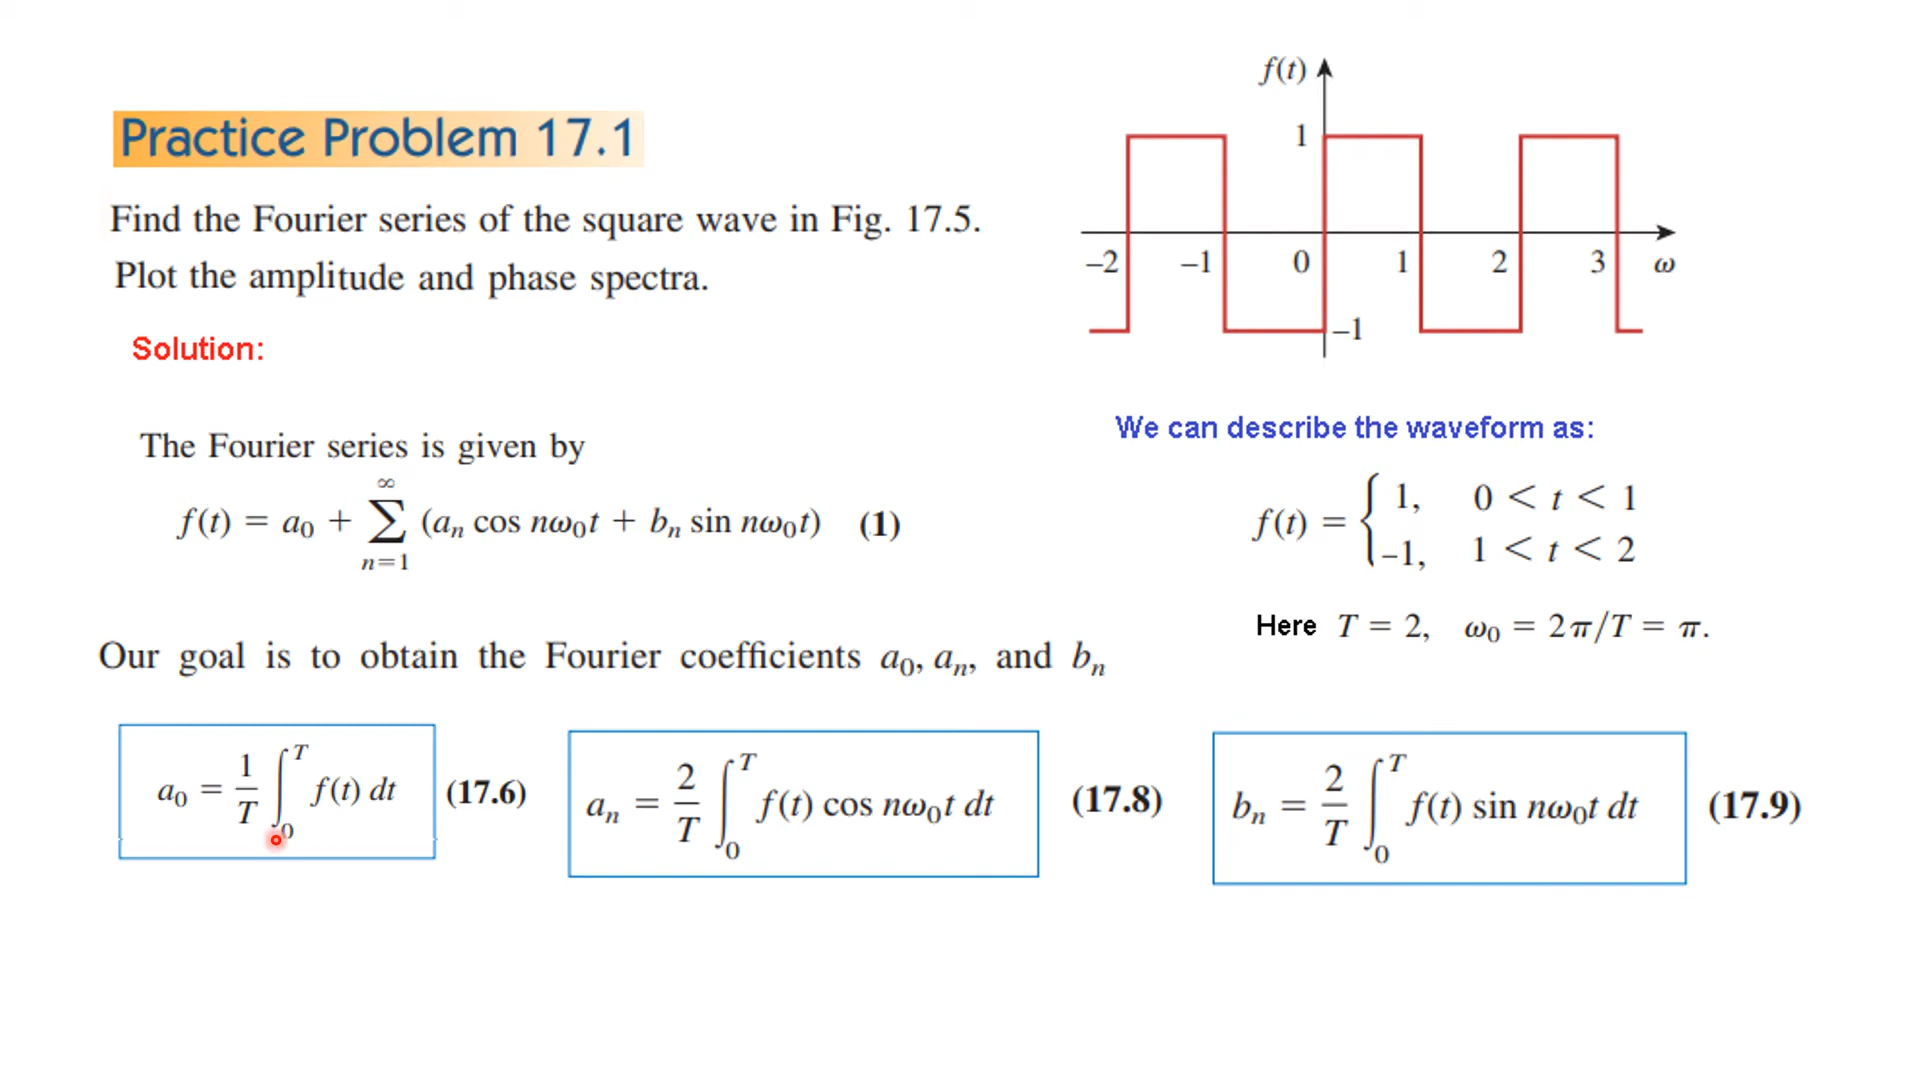 Practice Problem 17.1
Find the Fourier series of the square wave in Fig. 17.5.
Plot the amplitude and phase spectra.
Solution:
The Fourier series is given by
f(t) = a₀ + ∑_{n=1}^{∞} (aₙ cos nω₀t + bₙ sin nω₀t) (1)
Our goal is to obtain the Fourier coefficients a₀, aₙ, and bₙ
a₀ = 1/T ∫₀ᵀ f(t) dt (17.6)
aₙ = 2/T ∫₀ᵀ f(t) cos nω₀t dt (17.8)
bₙ = 2/T ∫₀ᵀ f(t) sin nω₀t dt (17.9)
f(t)
1
–2 –1 0 1 2 3 ω
–1
We can describe the waveform as:
f(t) = { 1, 0 < t < 1
–1, 1 < t < 2
Here T = 2, ω₀ = 2π/T = π.